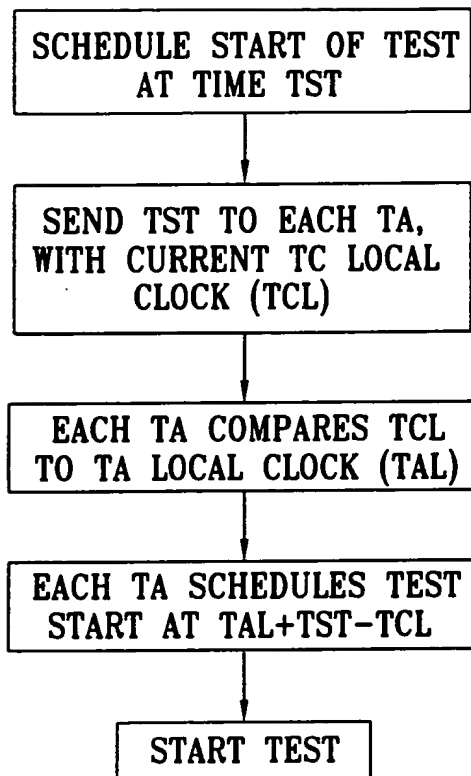 SCHEDULE START OF TEST
AT TIME TST
SEND TST TO EACH TA,
WITH CURRENT TC LOCAL
CLOCK (TCL)
EACH TA COMPARES TCL
TO TA LOCAL CLOCK (TAL)
EACH TA SCHEDULES TEST
START AT TAL+TST-TCL
START TEST